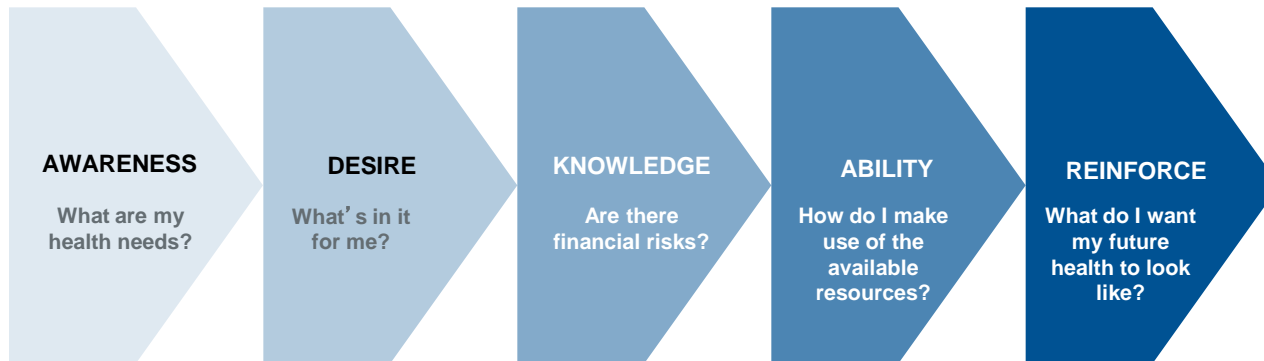 AWARENESS
What are my
health needs?
DESIRE
What's in it
for me?
KNOWLEDGE
Are there
financial risks?
ABILITY
How do I make
use of the
available
resources?
REINFORCE
What do I want
my future
health to look
like?